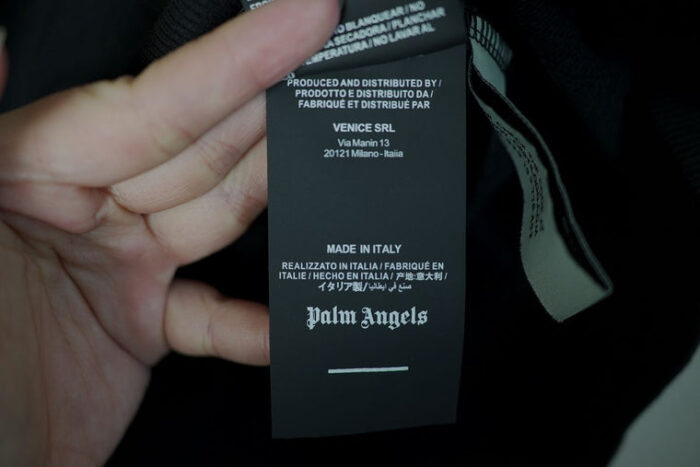 BLANQUEAR/NO
SECADORA / PLANCHAR
TEMPERATURA / NO LAVAR AL
PRODUCED AND DISTRIBUTED BY /
PRODOTTO E DISTRIBUITO DA /
FABRIQUÉ ET DISTRIBUÉ PAR
VENICE SRL
Via Manin 13
20121 Milano - Italia
MADE IN ITALY
REALIZZATO IN ITALIA / FABRIQUÉ EN
ITALIE / HECHO EN ITALIA / 产地:意大利 /
イタリア製 / صنع في ايطاليا
Palm Angels